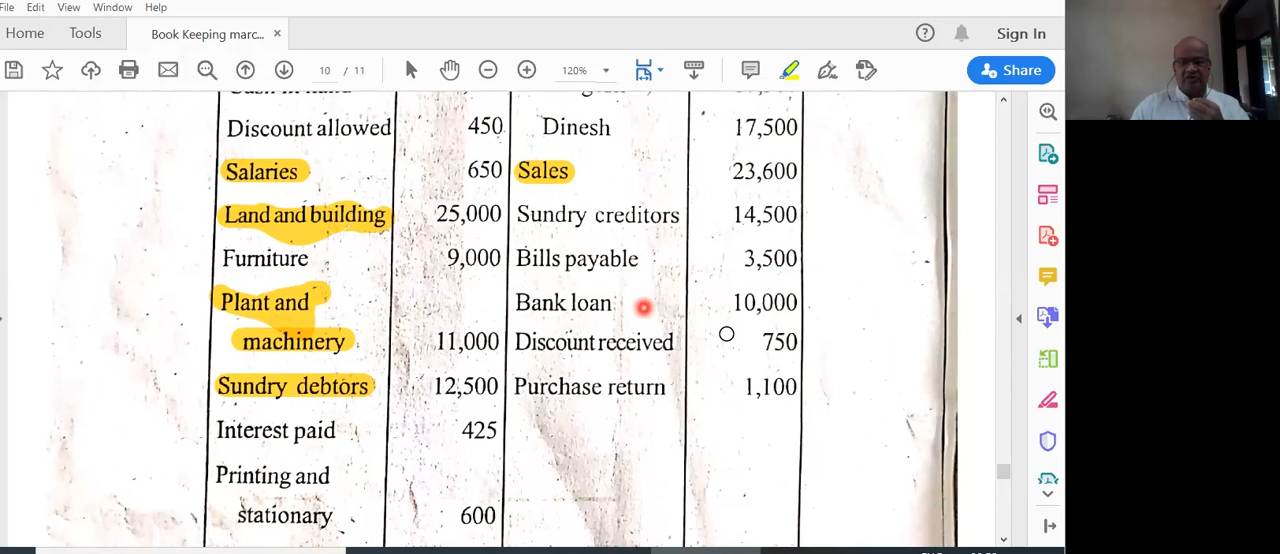 File Edit View Window Help
Home Tools Book Keeping marc... × Sign In
10 / 11 120% Share
Discount allowed 450 Dinesh 17,500
Salaries 650 Sales 23,600
Land and building 25,000 Sundry creditors 14,500
Furniture 9,000 Bills payable 3,500
Plant and Bank loan 10,000
machinery 11,000 Discount received 750
Sundry debtors 12,500 Purchase return 1,100
Interest paid 425
Printing and
stationary 600